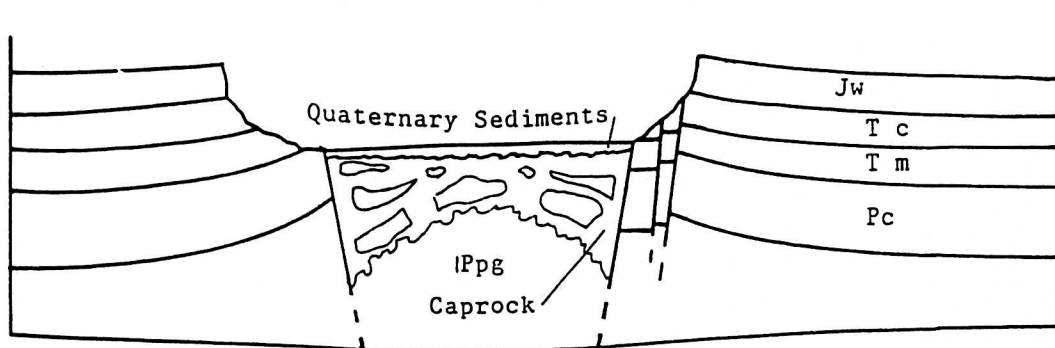 Jw
Quaternary Sediments
T c
T m
Pc
ⅠPpg
Caprock